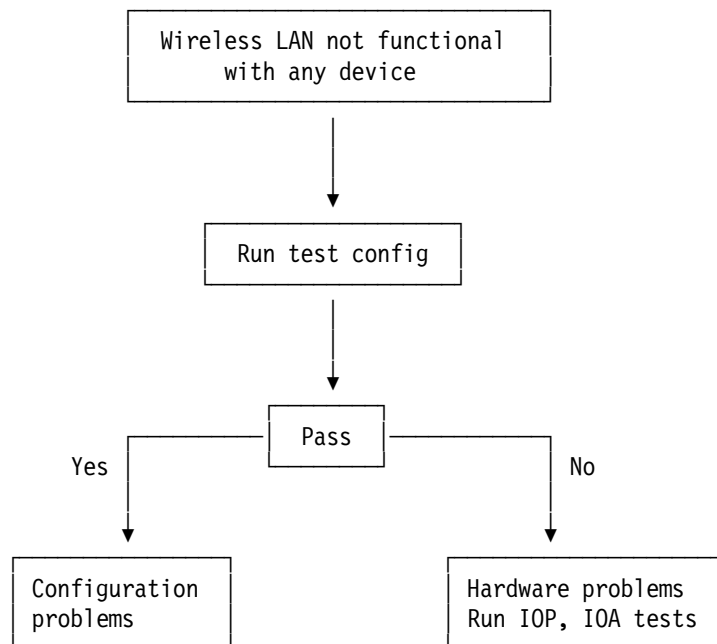 Wireless LAN not functional
with any device
Run test config
Pass
Yes
No
Configuration
problems
Hardware problems
Run IOP, IOA tests